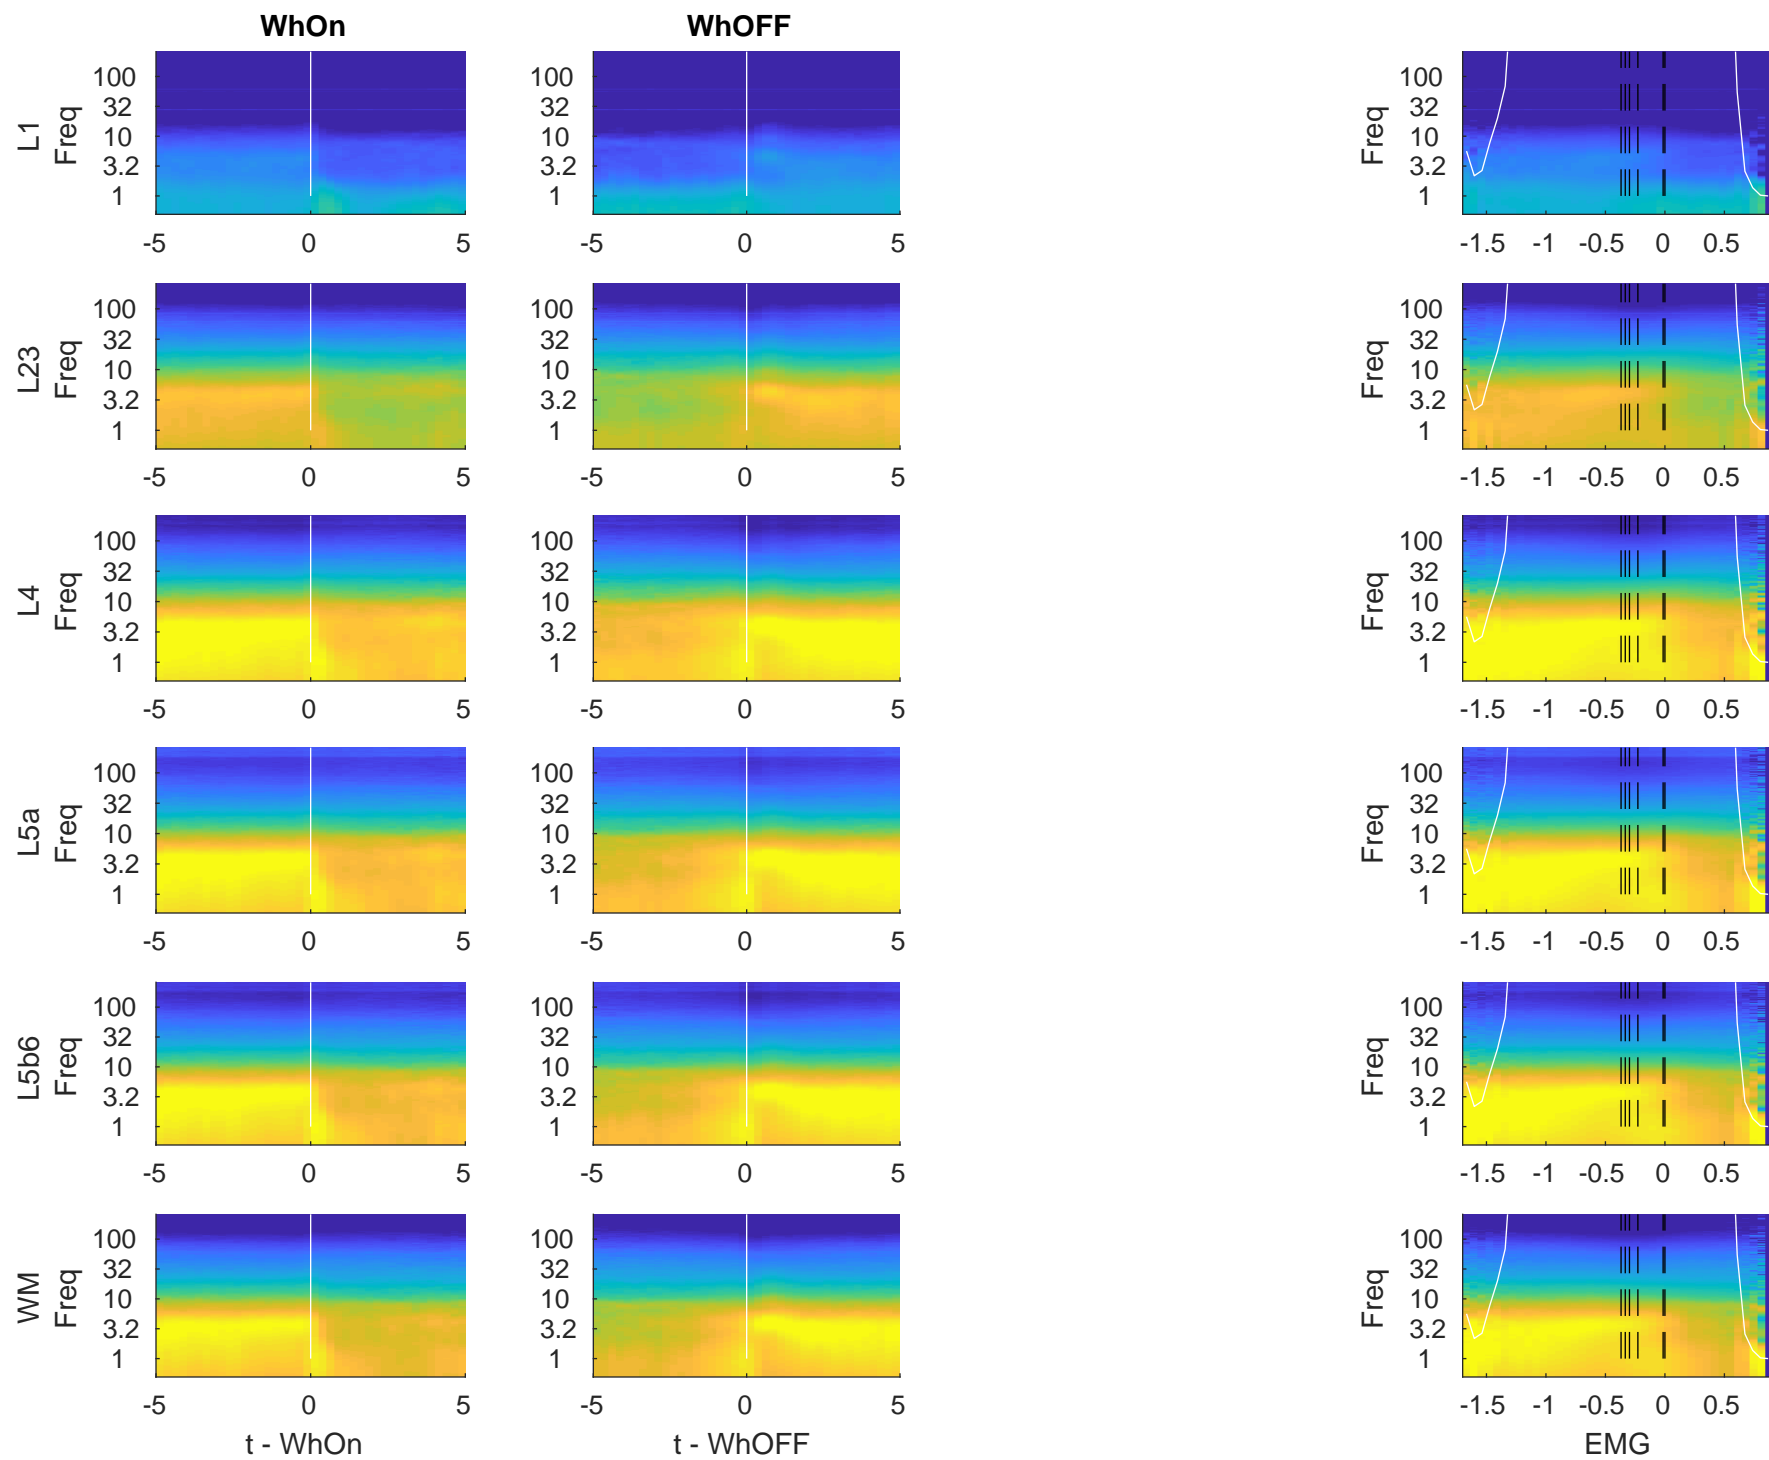 WhOn WhOFF
L1 Freq 100 32 10 3.2 1 100 32 10 3.2 1 Freq 100 32 10 3.2 1
-5 0 5 -5 0 5 -1.5 -1 -0.5 0 0.5
L23 Freq 100 32 10 3.2 1 100 32 10 3.2 1 Freq 100 32 10 3.2 1
-5 0 5 -5 0 5 -1.5 -1 -0.5 0 0.5
L4 Freq 100 32 10 3.2 1 100 32 10 3.2 1 Freq 100 32 10 3.2 1
-5 0 5 -5 0 5 -1.5 -1 -0.5 0 0.5
L5a Freq 100 32 10 3.2 1 100 32 10 3.2 1 Freq 100 32 10 3.2 1
-5 0 5 -5 0 5 -1.5 -1 -0.5 0 0.5
L5b6 Freq 100 32 10 3.2 1 100 32 10 3.2 1 Freq 100 32 10 3.2 1
-5 0 5 -5 0 5 -1.5 -1 -0.5 0 0.5
WM Freq 100 32 10 3.2 1 100 32 10 3.2 1 Freq 100 32 10 3.2 1
-5 0 5 -5 0 5 -1.5 -1 -0.5 0 0.5
t - WhOn t - WhOFF EMG